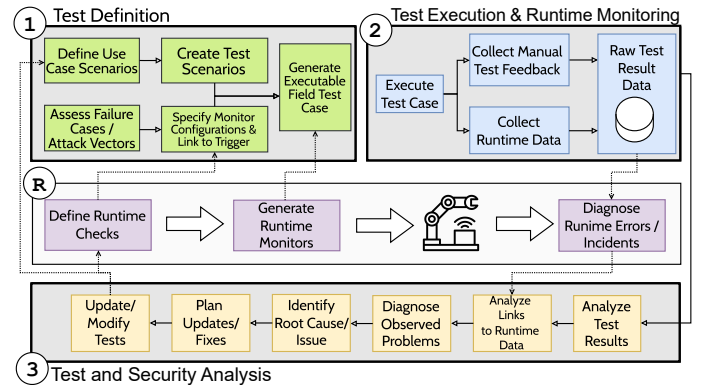 1
Test Definition
Define Use
Case Scenarios
Create Test
Scenarios
Generate
Executable
Field Test
Case
Assess Failure
Cases /
Attack Vectors
Specify Monitor
Configurations &
Link to Trigger
2
Test Execution & Runtime Monitoring
Execute
Test Case
Collect Manual
Test Feedback
Collect
Runtime Data
Raw Test
Result
Data
R
Define Runtime
Checks
Generate
Runtime
Monitors
Diagnose
Runime Errors /
Incidents
Update/
Modify
Tests
Plan
Updates/
Fixes
Identify
Root Cause/
Issue
Diagnose
Observed
Problems
Analyze
Links
to Runtime
Data
Analyze
Test
Results
3
Test and Security Analysis